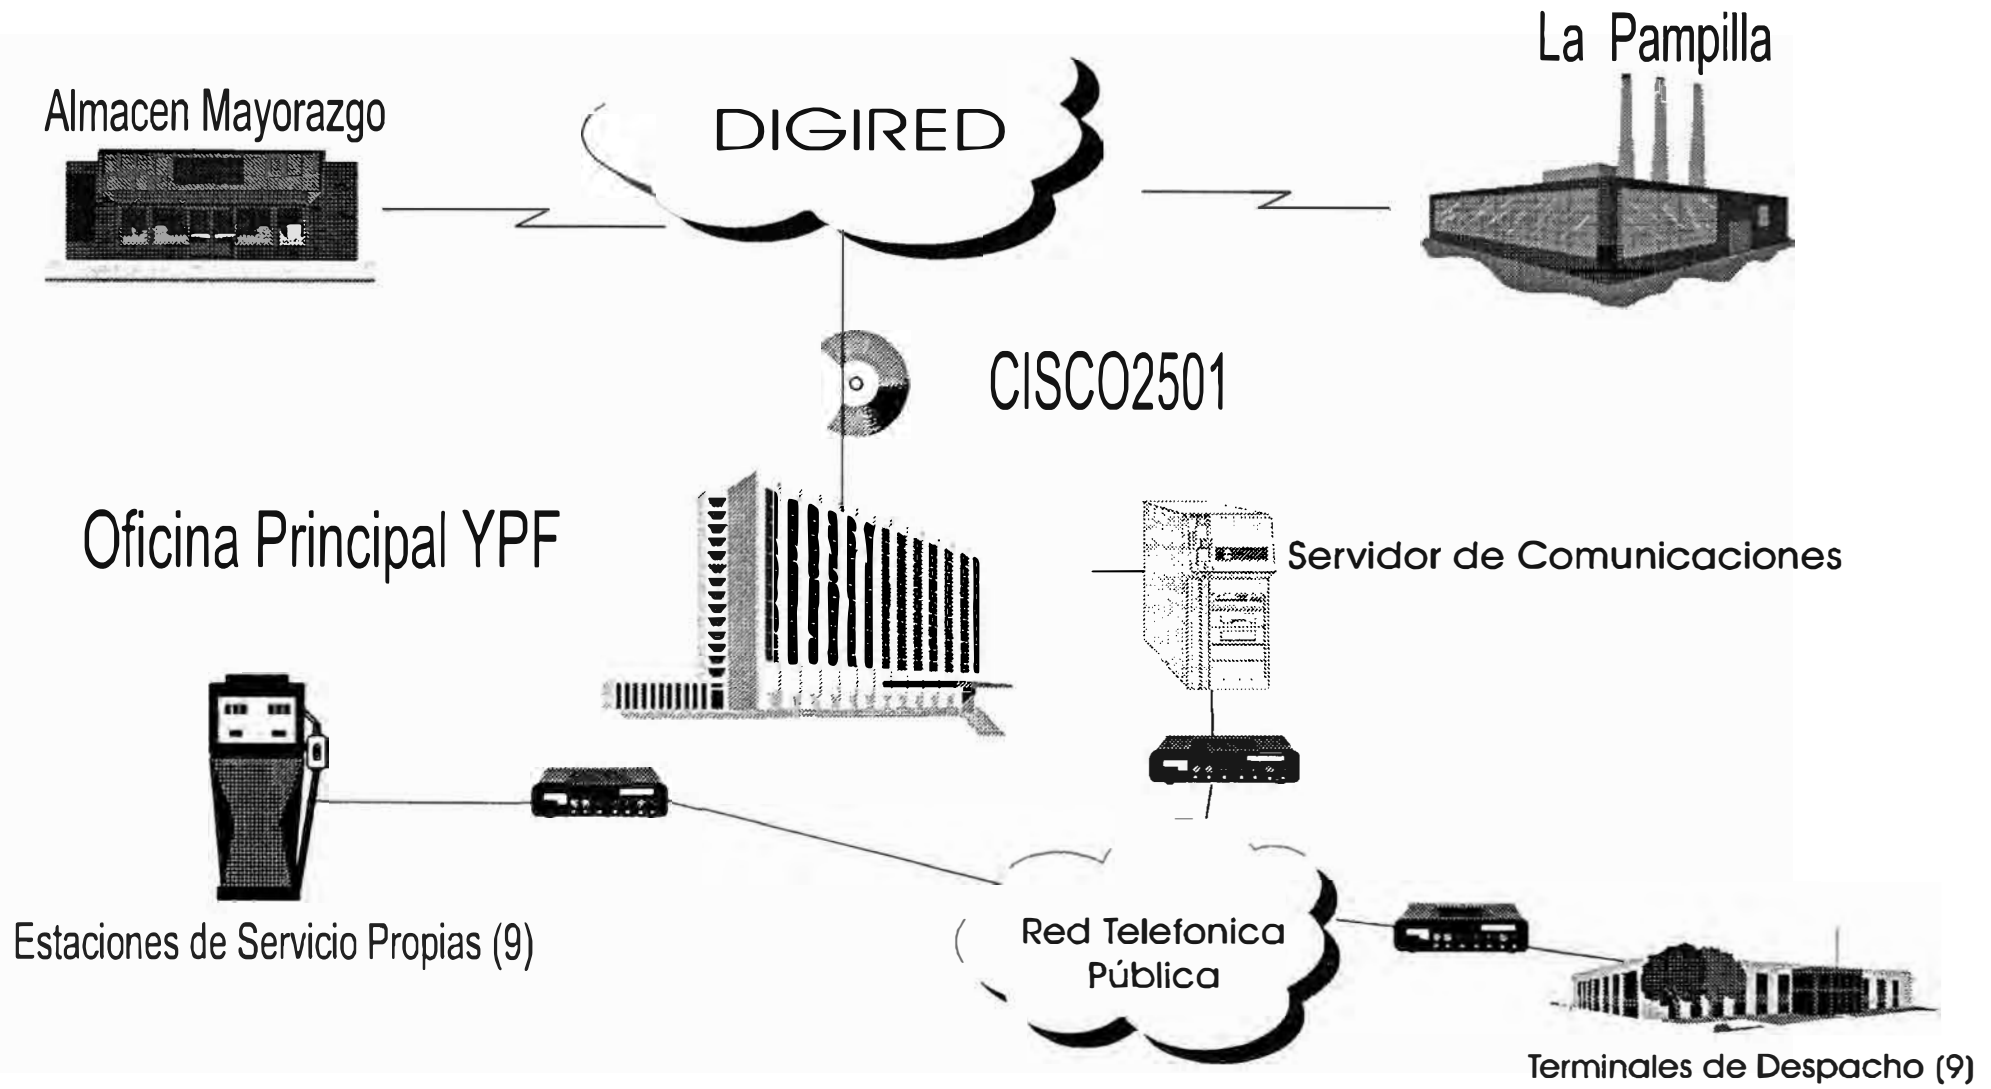 La Pampilla
Almacen Mayorazgo
DIGIRED
CISCO2501
Oficina Principal YPF
Servidor de Comunicaciones
Estaciones de Servicio Propias (9)
Red Telefonica
Pública
Terminales de Despacho (9)